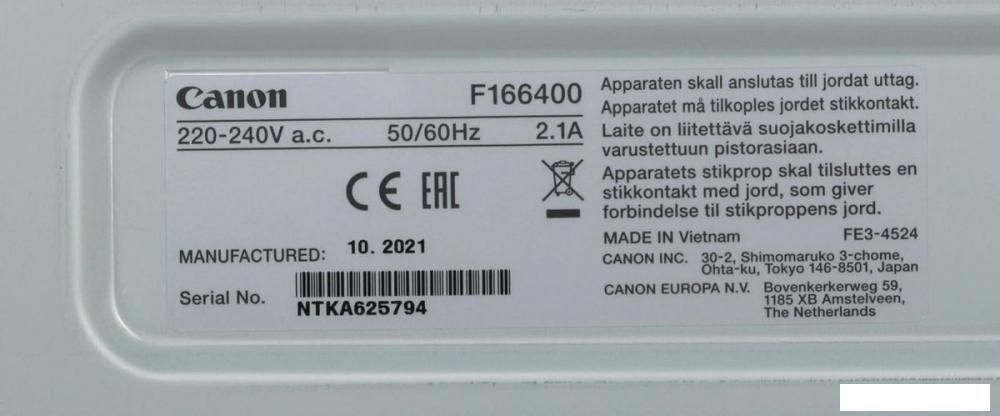 Canon F166400
220-240V a.c. 50/60Hz 2.1A
CE EAC
MANUFACTURED: 10. 2021
Serial No.
NTKA625794
Apparaten skall anslutas till jordat uttag.
Apparatet må tilkoples jordet stikkontakt.
Laite on liitettävä suojakoskettimilla
varustettuun pistorasiaan.
Apparatets stikprop skal tilsluttes en
stikkontakt med jord, som giver
forbindelse til stikproppens jord.
MADE IN Vietnam FE3-4524
CANON INC. 30-2, Shimomaruko 3-chome,
Ohta-ku, Tokyo 146-8501, Japan
CANON EUROPA N.V. Bovenkerkerweg 59,
1185 XB Amstelveen,
The Netherlands